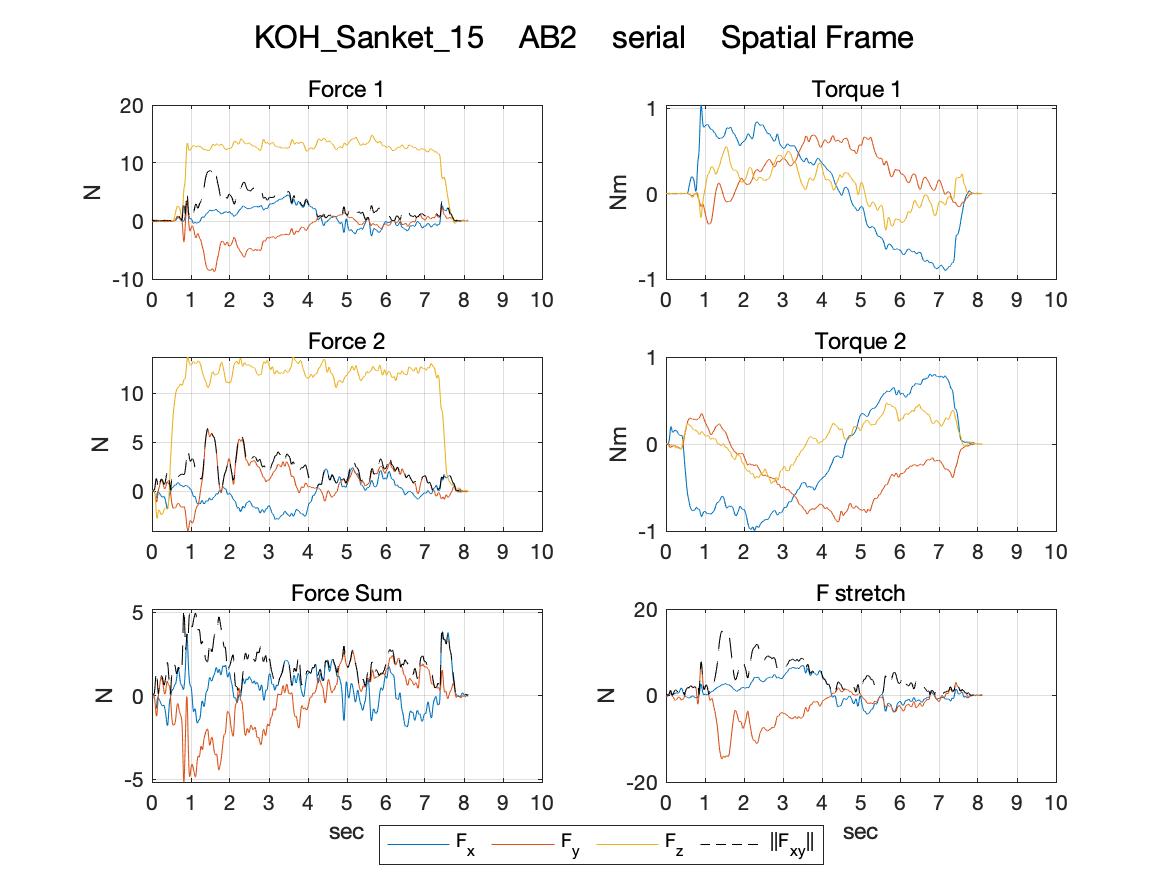 KOH_Sanket_15 AB2 serial Spatial Frame
Force 1
N
20
10
0
-10
0 1 2 3 4 5 6 7 8 9 10
Torque 1
Nm
1
0
-1
0 1 2 3 4 5 6 7 8 9 10
Force 2
N
10
5
0
0 1 2 3 4 5 6 7 8 9 10
Torque 2
Nm
1
0
-1
0 1 2 3 4 5 6 7 8 9 10
Force Sum
N
5
0
-5
0 1 2 3 4 5 6 7 8 9 10
sec
F stretch
N
20
0
-20
0 1 2 3 4 5 6 7 8 9 10
sec
Fx Fy Fz ||Fxy||